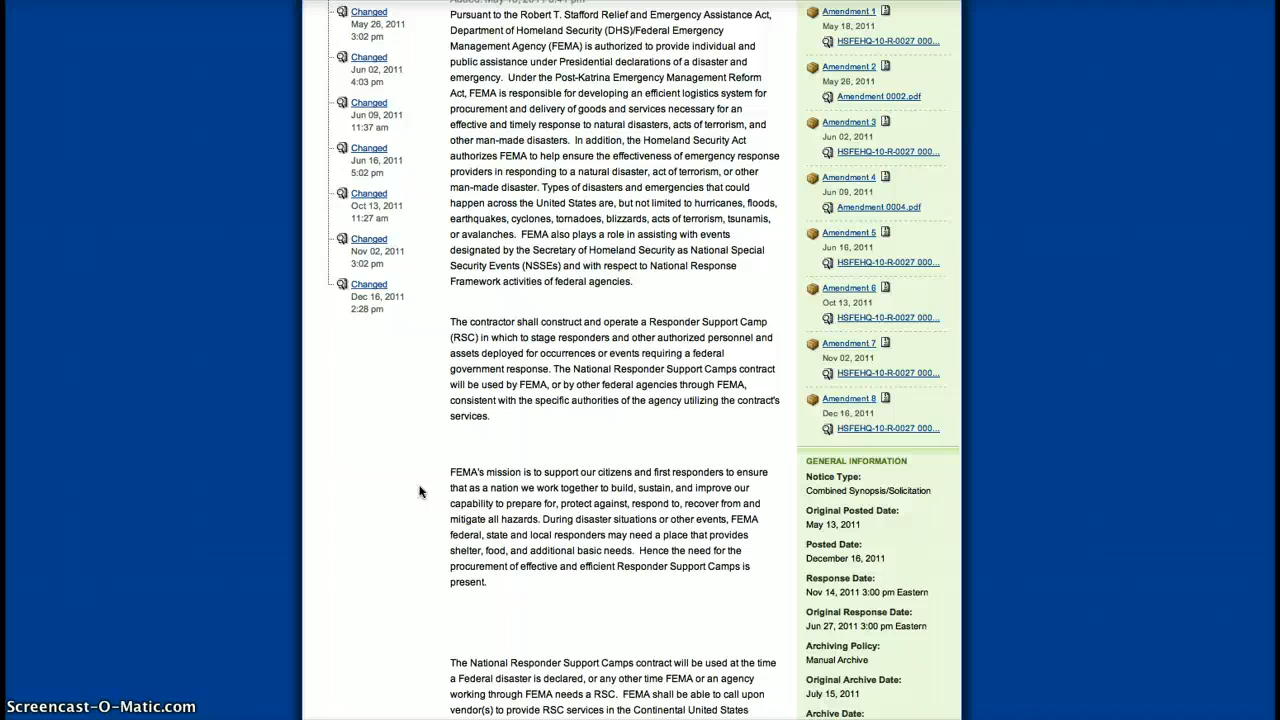 Changed
May 26, 2011
3:02 pm
Changed
Jun 02, 2011
4:03 pm
Changed
Jun 09, 2011
11:37 am
Changed
Jun 16, 2011
5:02 pm
Changed
Oct 13, 2011
11:27 am
Changed
Nov 02, 2011
3:02 pm
Changed
Dec 16, 2011
2:28 pm
Pursuant to the Robert T. Stafford Relief and Emergency Assistance Act,
Department of Homeland Security (DHS)/Federal Emergency
Management Agency (FEMA) is authorized to provide individual and
public assistance under Presidential declarations of a disaster and
emergency.  Under the Post-Katrina Emergency Management Reform
Act, FEMA is responsible for developing an efficient logistics system for
procurement and delivery of goods and services necessary for an
effective and timely response to natural disasters, acts of terrorism, and
other man-made disasters.  In addition, the Homeland Security Act
authorizes FEMA to help ensure the effectiveness of emergency response
providers in responding to a natural disaster, act of terrorism, or other
man-made disaster. Types of disasters and emergencies that could
happen across the United States are, but not limited to hurricanes, floods,
earthquakes, cyclones, tornadoes, blizzards, acts of terrorism, tsunamis,
or avalanches.  FEMA also plays a role in assisting with events
designated by the Secretary of Homeland Security as National Special
Security Events (NSSEs) and with respect to National Response
Framework activities of federal agencies.
The contractor shall construct and operate a Responder Support Camp
(RSC) in which to stage responders and other authorized personnel and
assets deployed for occurrences or events requiring a federal
government response. The National Responder Support Camps contract
will be used by FEMA, or by other federal agencies through FEMA,
consistent with the specific authorities of the agency utilizing the contract's
services.
FEMA's mission is to support our citizens and first responders to ensure
that as a nation we work together to build, sustain, and improve our
capability to prepare for, protect against, respond to, recover from and
mitigate all hazards. During disaster situations or other events, FEMA
federal, state and local responders may need a place that provides
shelter, food, and additional basic needs.  Hence the need for the
procurement of effective and efficient Responder Support Camps is
present.
The National Responder Support Camps contract will be used at the time
a Federal disaster is declared, or any other time FEMA or an agency
working through FEMA needs a RSC.  FEMA shall be able to call upon
vendor(s) to provide RSC services in the Continental United States
Amendment 1
May 18, 2011
HSFEHQ-10-R-0027 000...
Amendment 2
May 26, 2011
Amendment 0002.pdf
Amendment 3
Jun 02, 2011
HSFEHQ-10-R-0027 000...
Amendment 4
Jun 09, 2011
Amendment 0004.pdf
Amendment 5
Jun 16, 2011
HSFEHQ-10-R-0027 000...
Amendment 6
Oct 13, 2011
HSFEHQ-10-R-0027 000...
Amendment 7
Nov 02, 2011
HSFEHQ-10-R-0027 000...
Amendment 8
Dec 16, 2011
HSFEHQ-10-R-0027 000...
GENERAL INFORMATION
Notice Type:
Combined Synopsis/Solicitation
Original Posted Date:
May 13, 2011
Posted Date:
December 16, 2011
Response Date:
Nov 14, 2011 3:00 pm Eastern
Original Response Date:
Jun 27, 2011 3:00 pm Eastern
Archiving Policy:
Manual Archive
Original Archive Date:
July 15, 2011
Archive Date:
Screencast-O-Matic.com